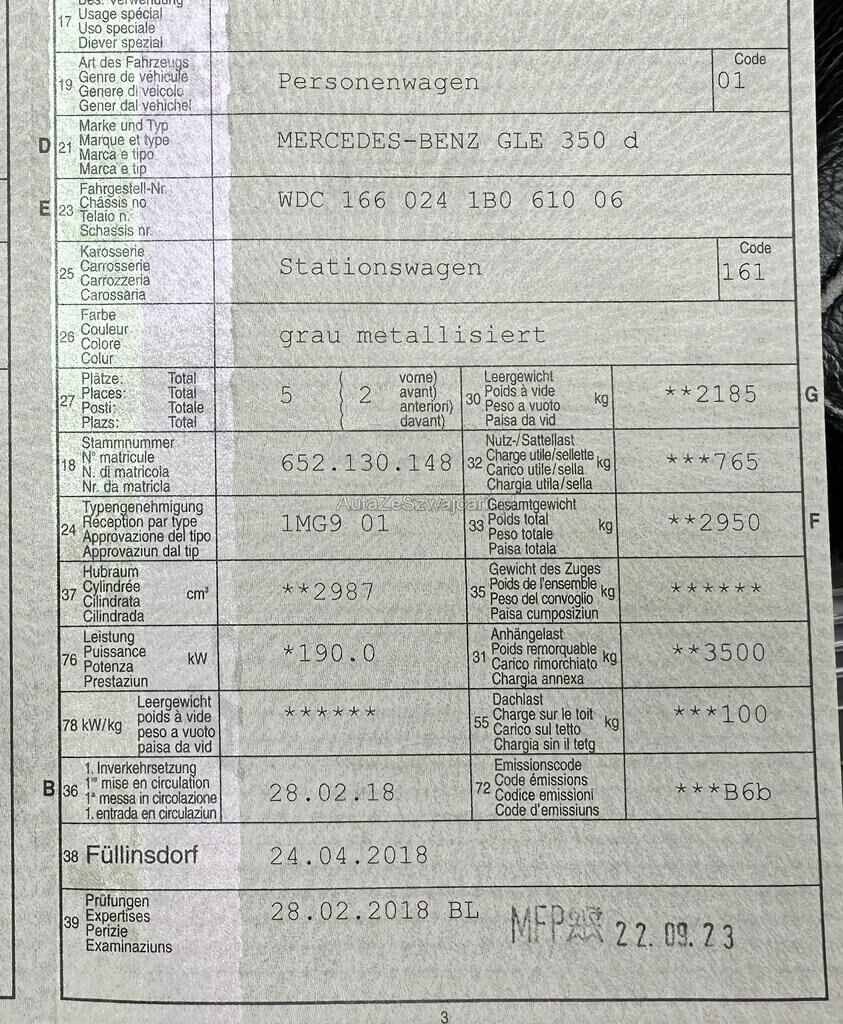 17 Usage spécial
Uso speciale
Diever spezial
19 Art des Fahrzeugs
Genre de véhicule
Genere di veicolo
Gener dal vehichel
Personenwagen
Code
01
D 21 Marke und Typ
Marque et type
Marca e tipo
Marca e tip
MERCEDES-BENZ GLE 350 d
E 23 Fahrgestell-Nr.
Châssis no
Telaio n.
Schassis nr.
WDC 166 024 1B0 610 06
25 Karosserie
Carrosserie
Carrozzeria
Carossaria
Stationswagen
Code
161
26 Farbe
Couleur
Colore
Colur
grau metallisiert
27 Plätze: Total
Places: Total
Posti: Totale
Plazs: Total
5 2 vorne)
avant)
anteriori)
davant)
30 Leergewicht
Poids à vide
Peso a vuoto
Paisa da vid
kg **2185 G
18 Stammnummer
N° matricule
N. di matricola
Nr. da matricla
652.130.148
32 Nutz-/Sattellast
Charge utile/sellette
Carico utile/sella
Chargia utila/sella
kg ***765
24 Typengenehmigung
Réception par type
Approvazione del tipo
Approvaziun dal tip
1MG9 01
AutaZeSzwajcarii
33 Gesamtgewicht
Poids total
Peso totale
Paisa totala
kg **2950 F
37 Hubraum
Cylindrée
Cilindrata
Cilindrada
cm³ **2987
35 Gewicht des Zuges
Poids de l'ensemble
Peso del convoglio
Paisa cumposiziun
kg ******
76 Leistung
Puissance
Potenza
Prestaziun
kW *190.0
31 Anhängelast
Poids remorquable
Carico rimorchiato
Chargia annexa
kg **3500
78 kW/kg Leergewicht
poids à vide
peso a vuoto
paisa da vid
******
55 Dachlast
Charge sur le toit
Carico sul tetto
Chargia sin il tetg
kg ***100
B 36 1. Inverkehrsetzung
1re mise en circulation
1a messa in circolazione
1. entrada en circulaziun
28.02.18
72 Emissionscode
Code émissions
Codice emissioni
Code d'emissiuns
***B6b
38 Füllinsdorf 24.04.2018
39 Prüfungen
Expertises
Perizie
Examinaziuns
28.02.2018 BL
MFP 22.09.23
3